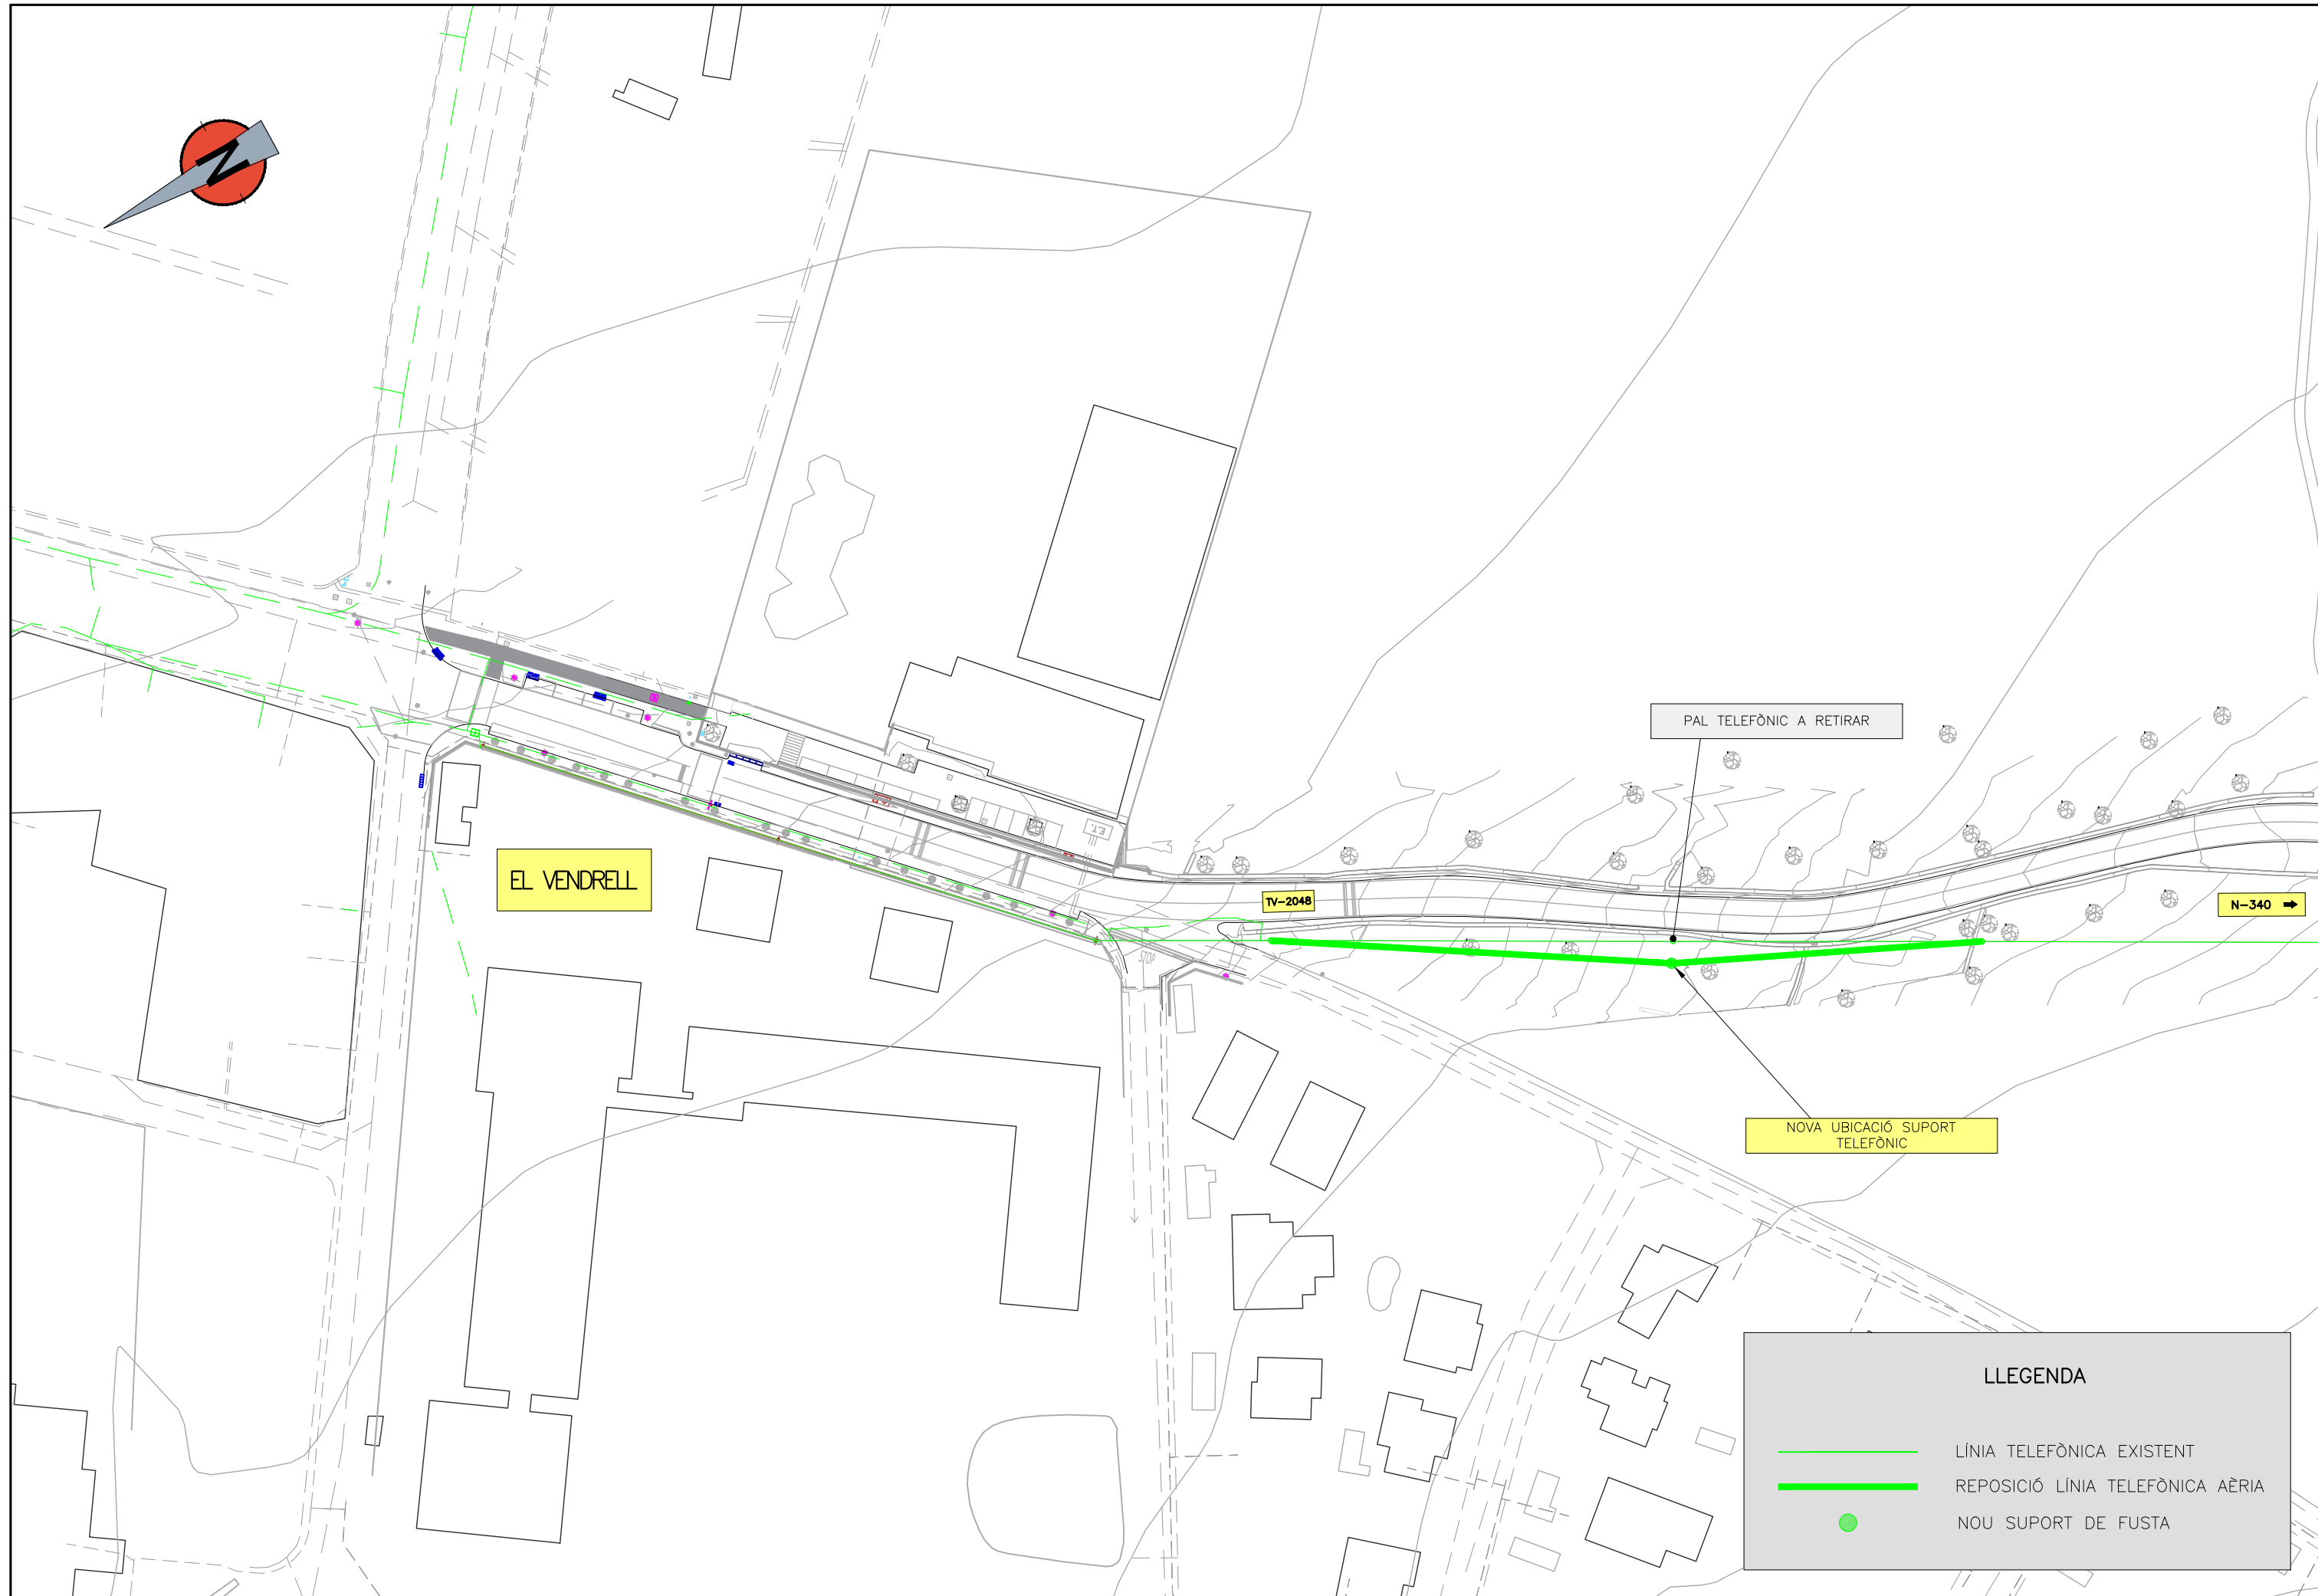 N
PAL TELEFÒNIC A RETIRAR
EL VENDRELL
E.T.
TV-2048
N-340
NOVA UBICACIÓ SUPORT
TELEFÒNIC
LLEGENDA
LÍNIA TELEFÒNICA EXISTENT
REPOSICIÓ LÍNIA TELEFÒNICA AÈRIA
NOU SUPORT DE FUSTA